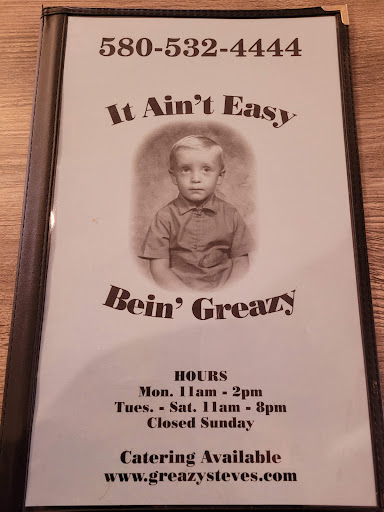 580-532-4444
It Ain't Easy
Bein' Greazy
HOURS
Mon. 11am - 2pm
Tues. - Sat. 11am - 8pm
Closed Sunday
Catering Available
www.greazysteves.com